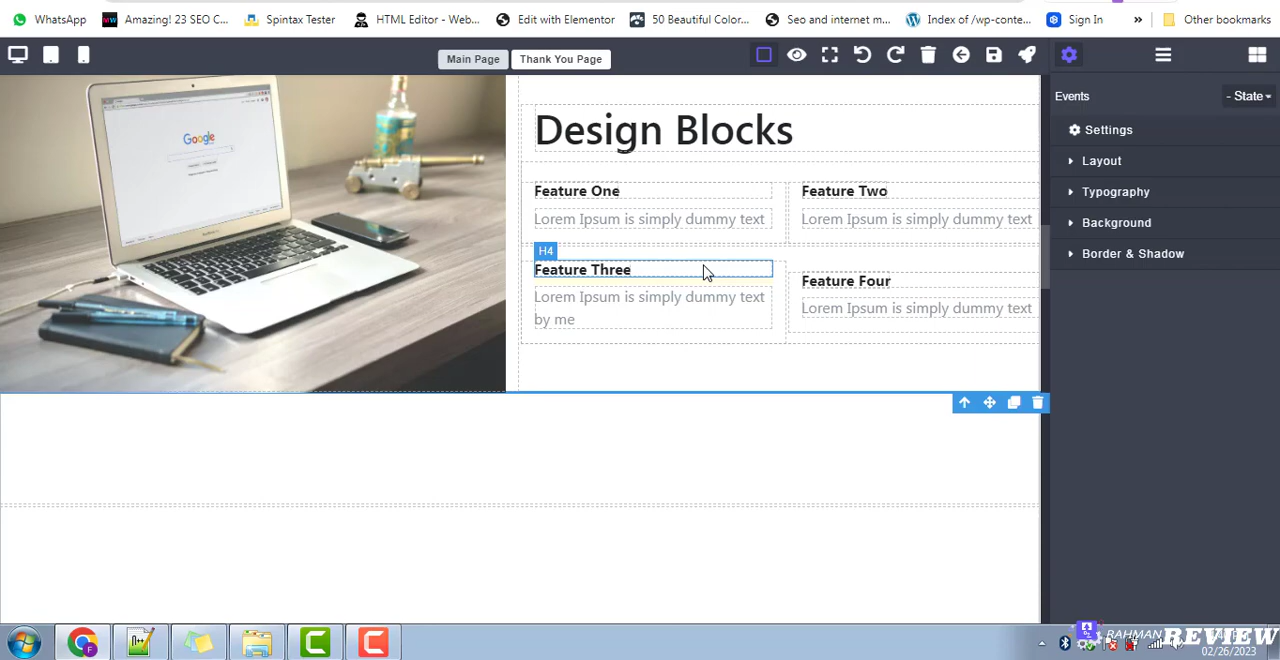 WhatsApp Amazing! 23 SEO C... Spintax Tester HTML Editor - Web... Edit with Elementor 50 Beautiful Color... Seo and internet m... Index of /wp-conte... Sign In » Other bookmarks
Main Page Thank You Page
Events - State
Google
Design Blocks
Settings
Layout
Feature One Feature Two
Typography
Lorem Ipsum is simply dummy text Lorem Ipsum is simply dummy text
Background
H4
Border & Shadow
Feature Three
Feature Four
Lorem Ipsum is simply dummy text
by me
Lorem Ipsum is simply dummy text
RAHMAN
REVIEW
02/26/2023